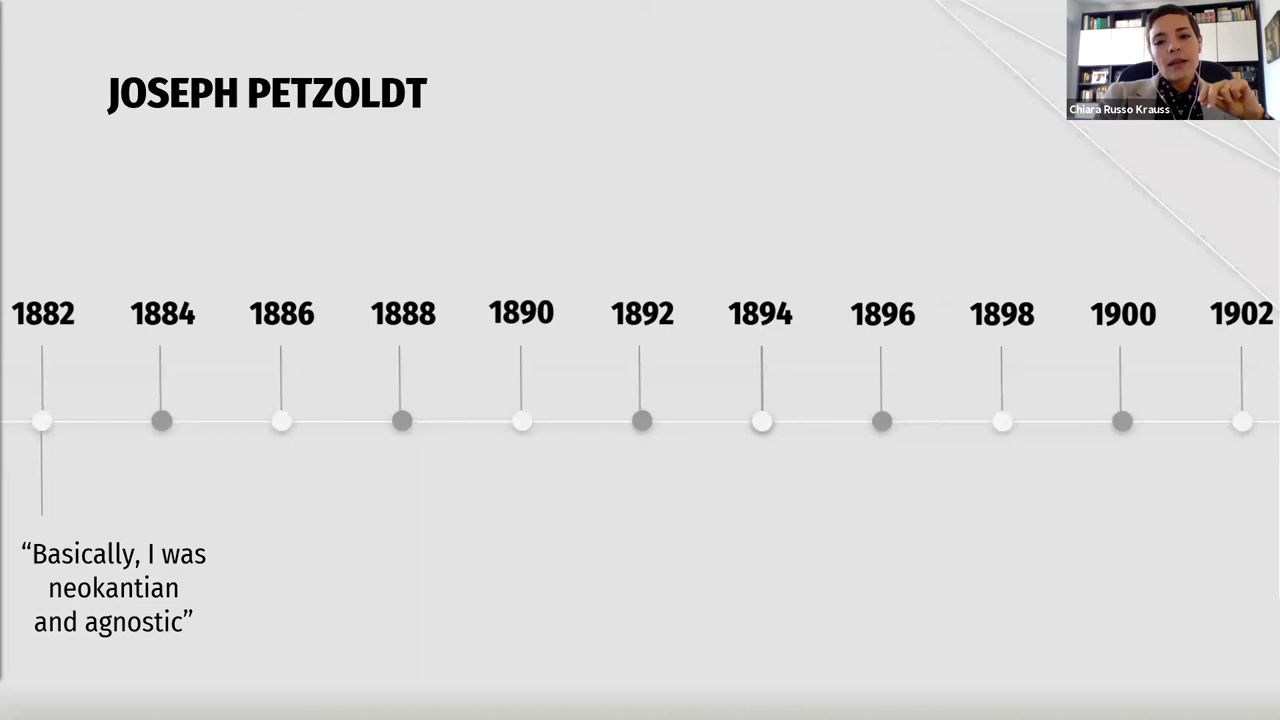 JOSEPH PETZOLDT
Chiara Russo Krauss
1882 1884 1886 1888 1890 1892 1894 1896 1898 1900 1902
“Basically, I was
neokantian
and agnostic”